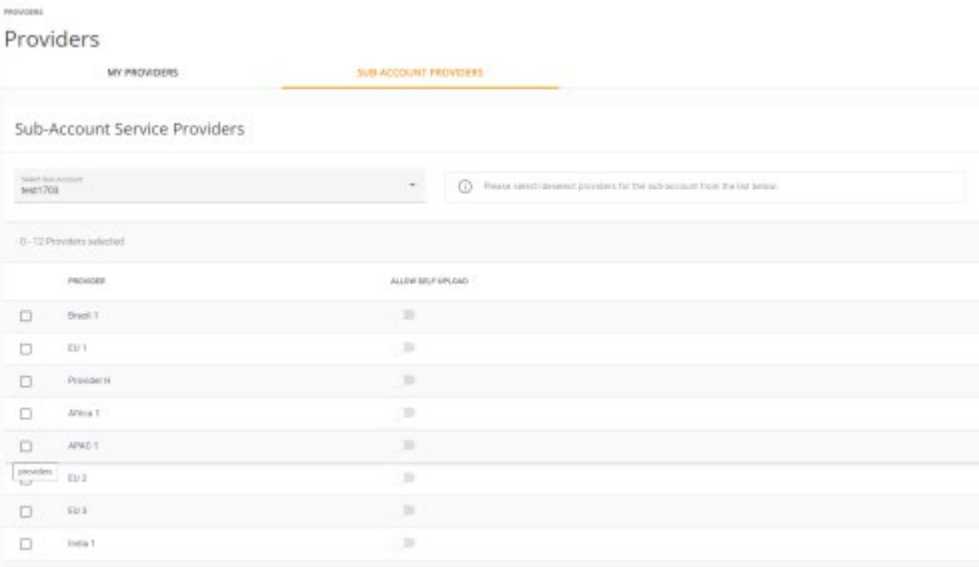 PROVIDERS
Providers
MY PROVIDERS
SUB-ACCOUNT PROVIDERS
Sub-Account Service Providers
Select Sub-Account
test1703
Please select/deselect providers for the sub-account from the list below.
0 - 12 Providers selected
PROVIDER ALLOW SELF-UPLOAD
Brazil 1
EU 1
Provider H
Africa 1
APAC 1
providers
EU 2
EU 3
India 1